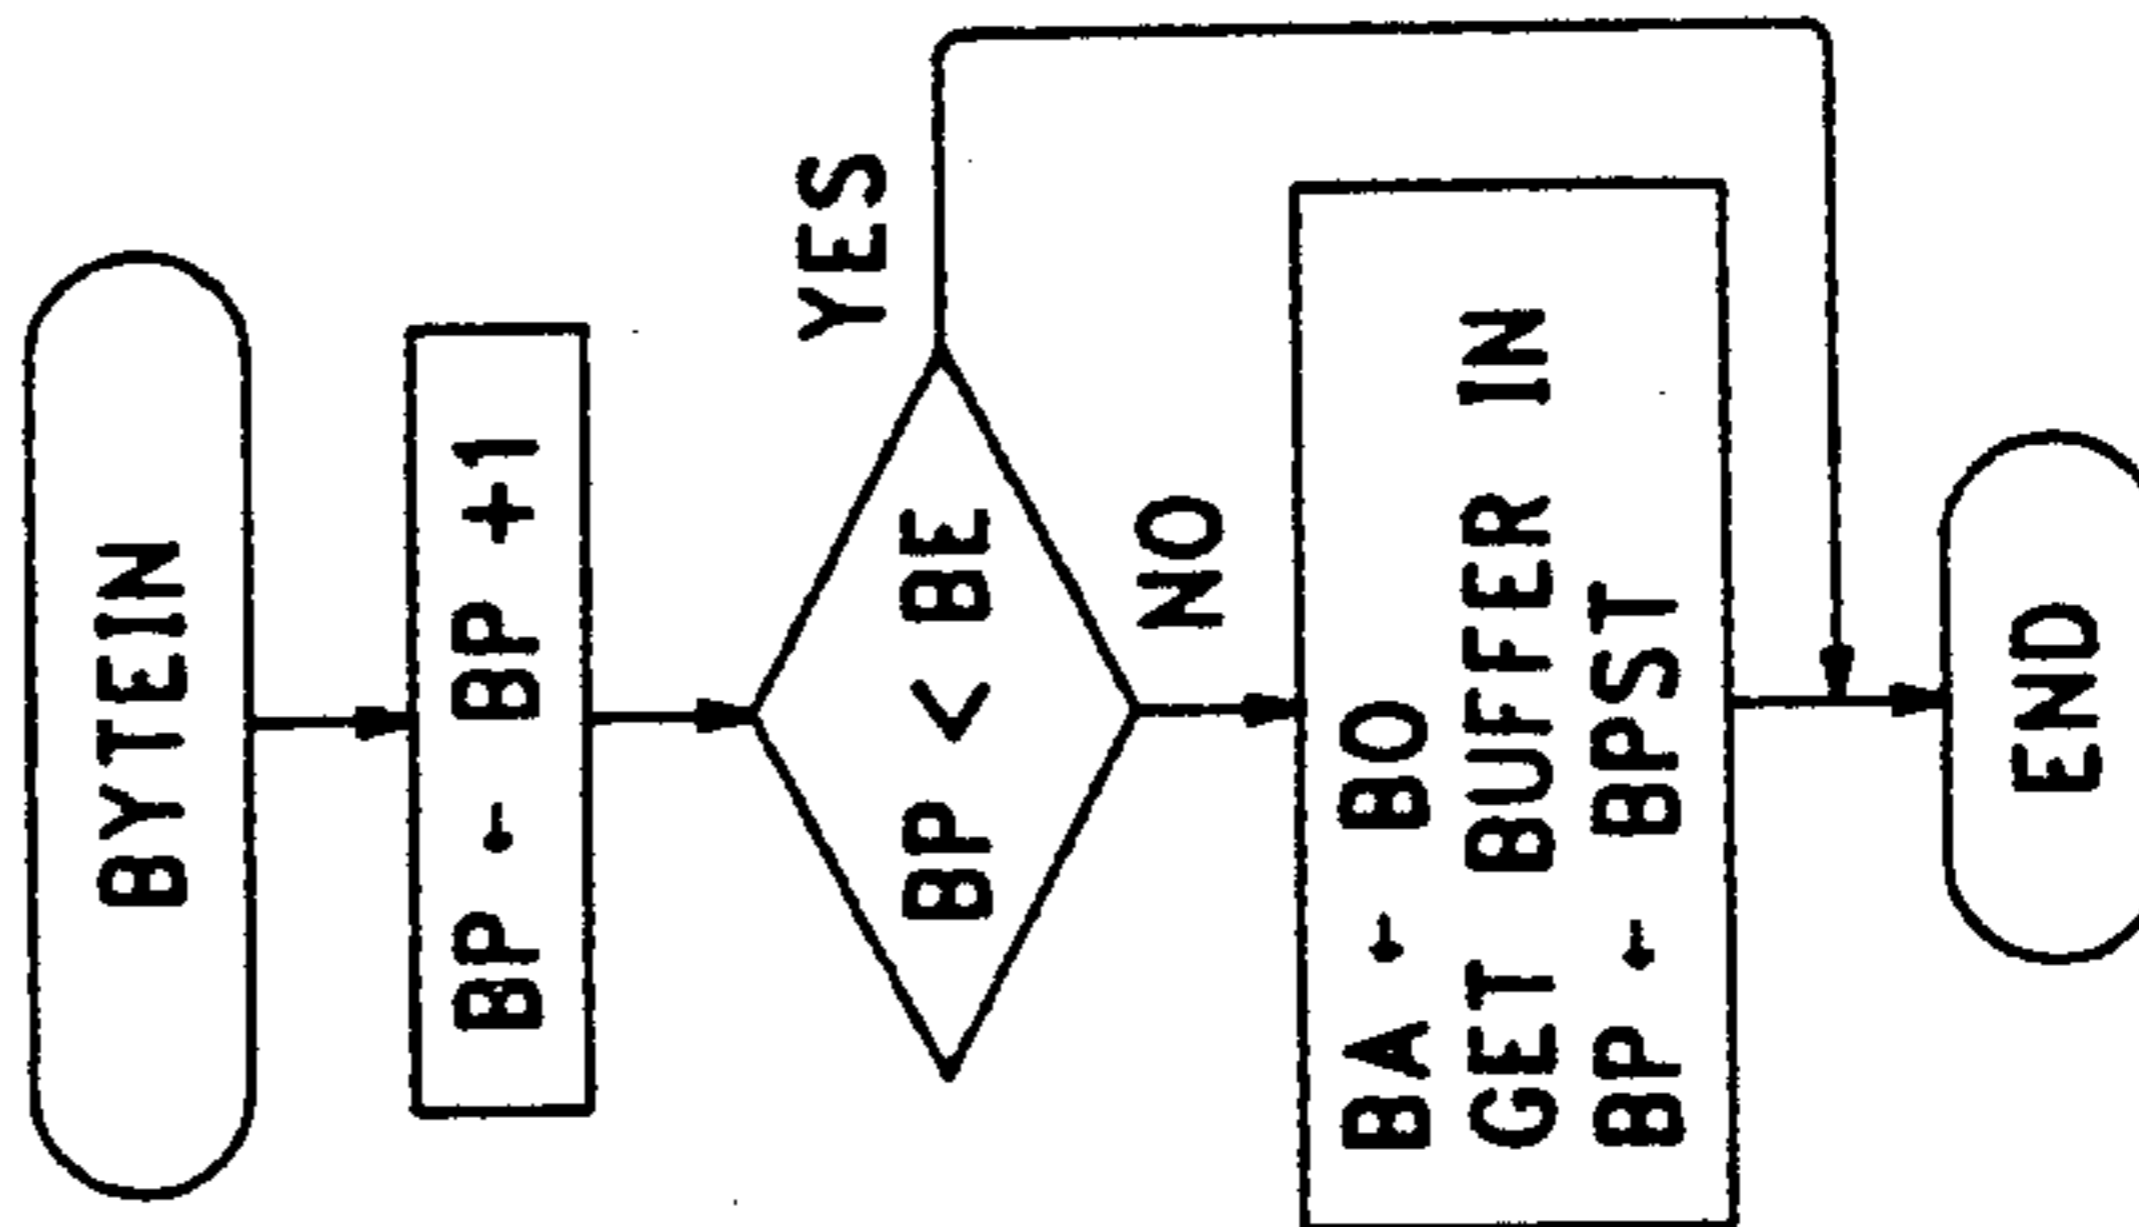 BYTEIN
BP ← BP +1
BP < BE
YES
NO
BA ← BO
GET BUFFER IN
BP ← BPST
END